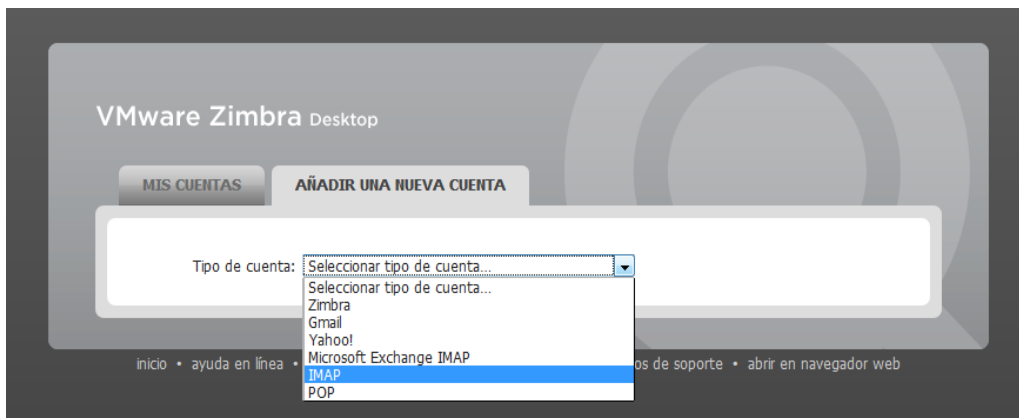 VMware Zimbra Desktop
MIS CUENTAS
AÑADIR UNA NUEVA CUENTA
Tipo de cuenta: Seleccionar tipo de cuenta...
Seleccionar tipo de cuenta...
Zimbra
Gmail
Yahoo!
Microsoft Exchange IMAP
IMAP
POP
inicio • ayuda en línea • os de soporte • abrir en navegador web